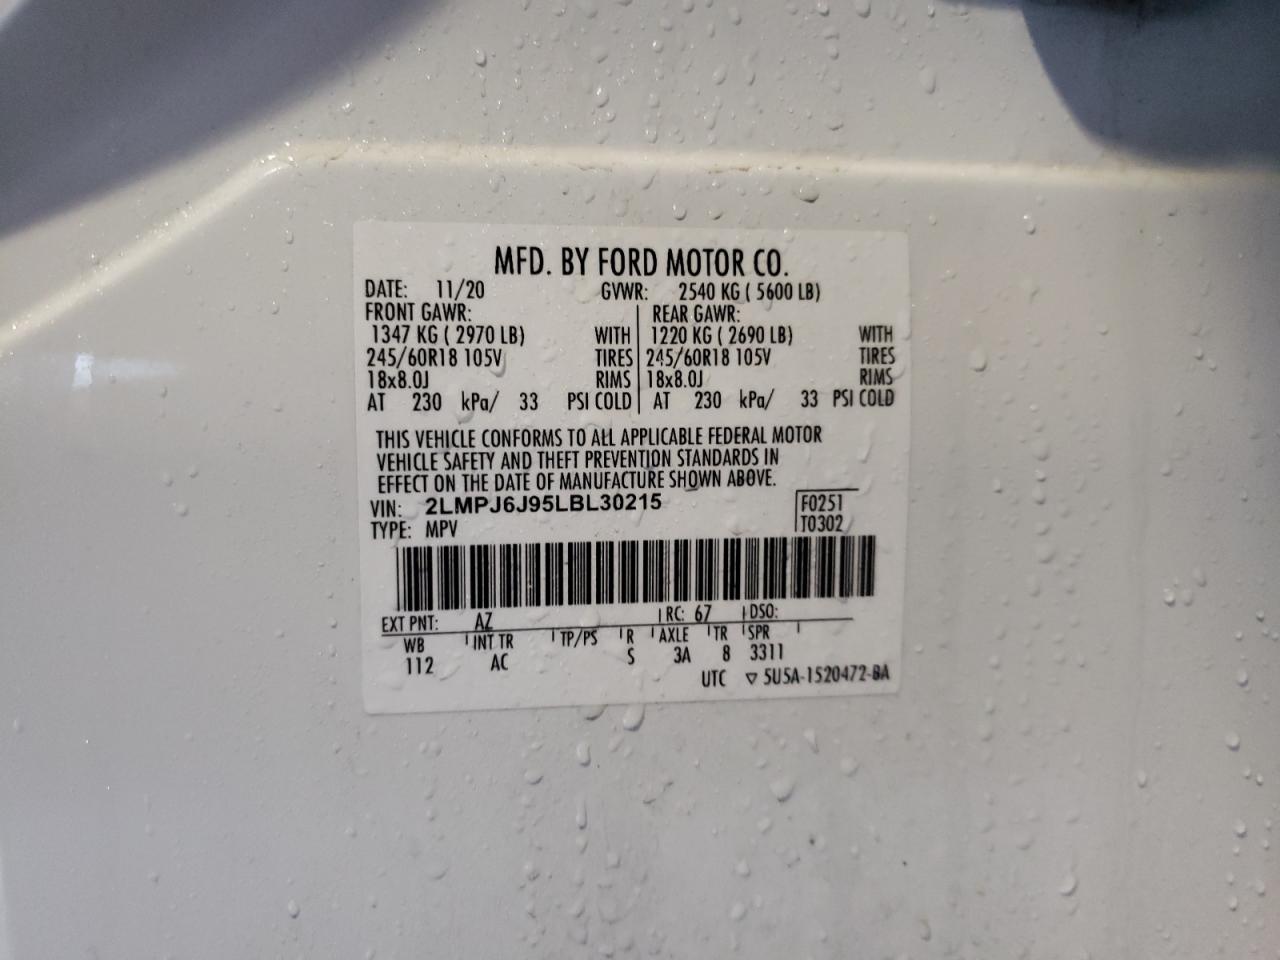 MFD. BY FORD MOTOR CO.
DATE: 11/20 GVWR: 2540 KG ( 5600 LB)
FRONT GAWR: REAR GAWR:
1347 KG ( 2970 LB) WITH 1220 KG ( 2690 LB) WITH
245/60R18 105V TIRES 245/60R18 105V TIRES
18x8.0J RIMS 18x8.0J RIMS
AT 230 kPa/ 33 PSI COLD AT 230 kPa/ 33 PSI COLD
THIS VEHICLE CONFORMS TO ALL APPLICABLE FEDERAL MOTOR
VEHICLE SAFETY AND THEFT PREVENTION STANDARDS IN
EFFECT ON THE DATE OF MANUFACTURE SHOWN ABOVE.
VIN: 2LMPJ6J95LBL30215 F0251
TYPE: MPV T0302
EXT PNT: AZ RC: 67 DSO:
WB INT TR TP/PS R AXLE TR SPR
112 AC S 3A 8 3311
UTC ▽ 5U5A-1520472-BA